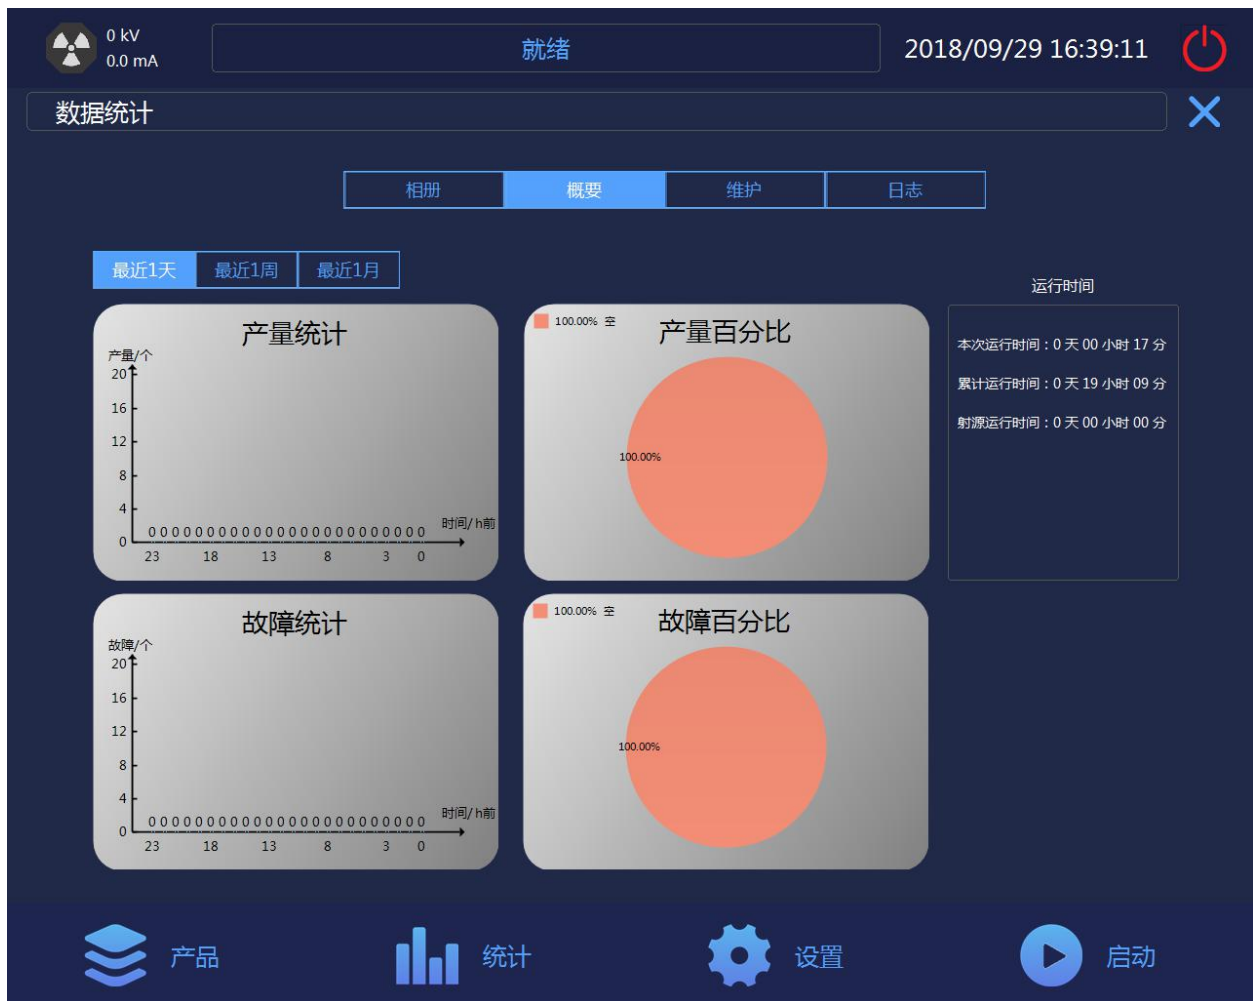 0 kV
0.0 mA
就绪
2018/09/29 16:39:11
数据统计
相册 概要 维护 日志
最近1天 最近1周 最近1月
运行时间
产量统计
产量/个
20
16
12
8
4
0
0 0 0 0 0 0 0 0 0 0 0 0 0 0 0 0 0 0 0 0 0 0 0 0
时间/ h前
23 18 13 8 3 0
100.00% 空
产量百分比
100.00%
本次运行时间：0 天 00 小时 17 分
累计运行时间：0 天 19 小时 09 分
射源运行时间：0 天 00 小时 00 分
故障统计
故障/个
20
16
12
8
4
0
0 0 0 0 0 0 0 0 0 0 0 0 0 0 0 0 0 0 0 0 0 0 0 0
时间/ h前
23 18 13 8 3 0
100.00% 空
故障百分比
100.00%
产品 统计 设置 启动